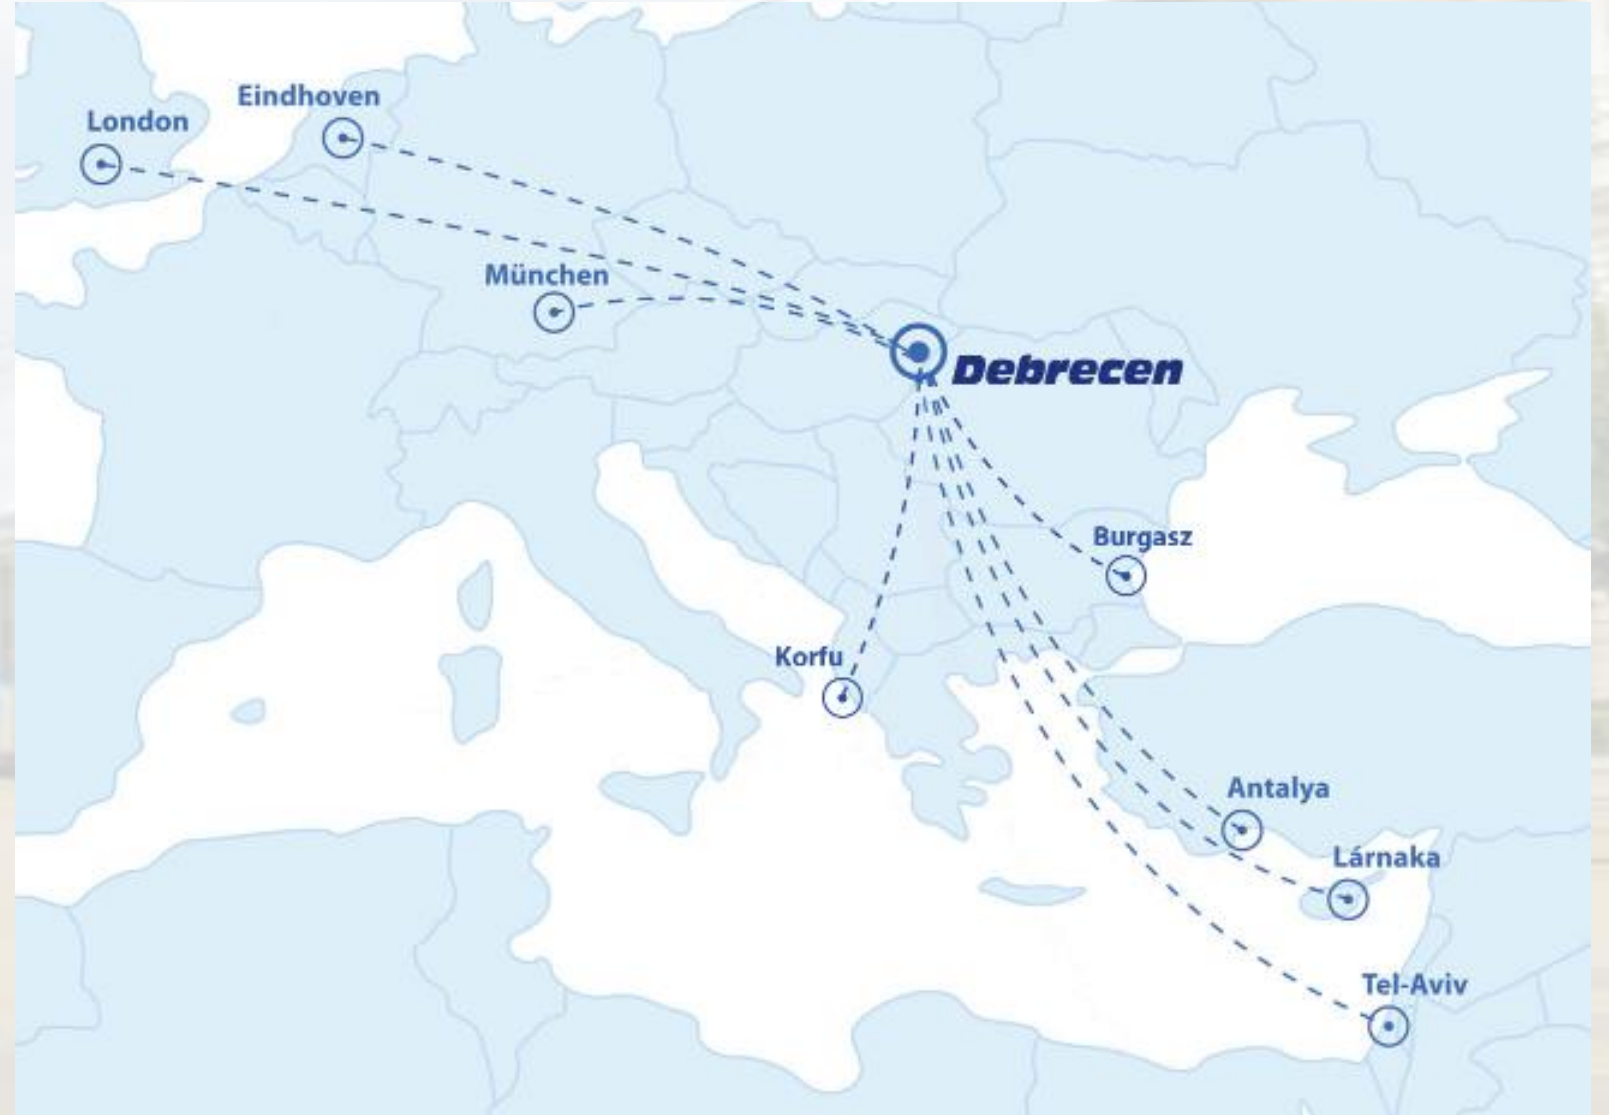 Eindhoven
London
München
Debrecen
Burgasz
Korfu
Antalya
Lárnaka
Tel-Aviv